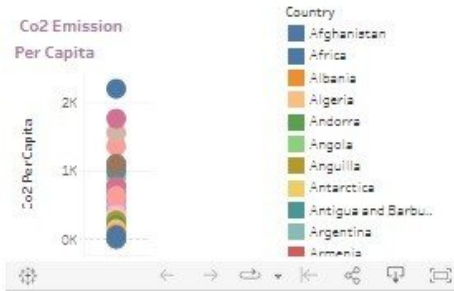 Co2 Emission
Per Capita
Co2 PerCapita
2K
1K
0K
Country
Afghanistan
Africa
Albania
Algeria
Andorra
Angola
Anguilla
Antarctica
Antigua and Barbu..
Argentina
Armenia